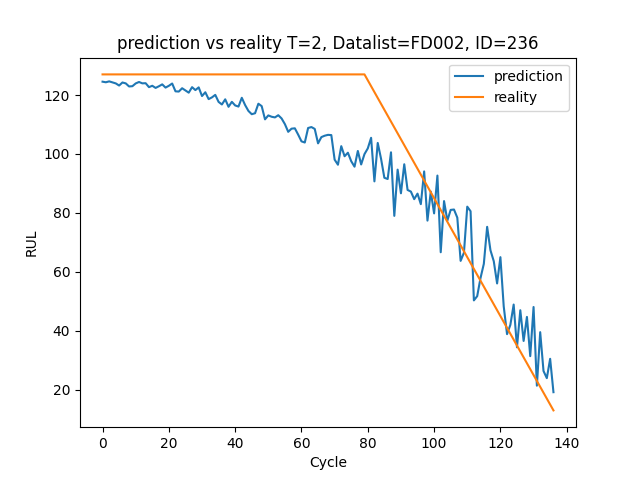 prediction vs reality T=2, Datalist=FD002, ID=236
prediction
reality
120
100
80
60
40
20
RUL
0 20 40 60 80 100 120 140
Cycle